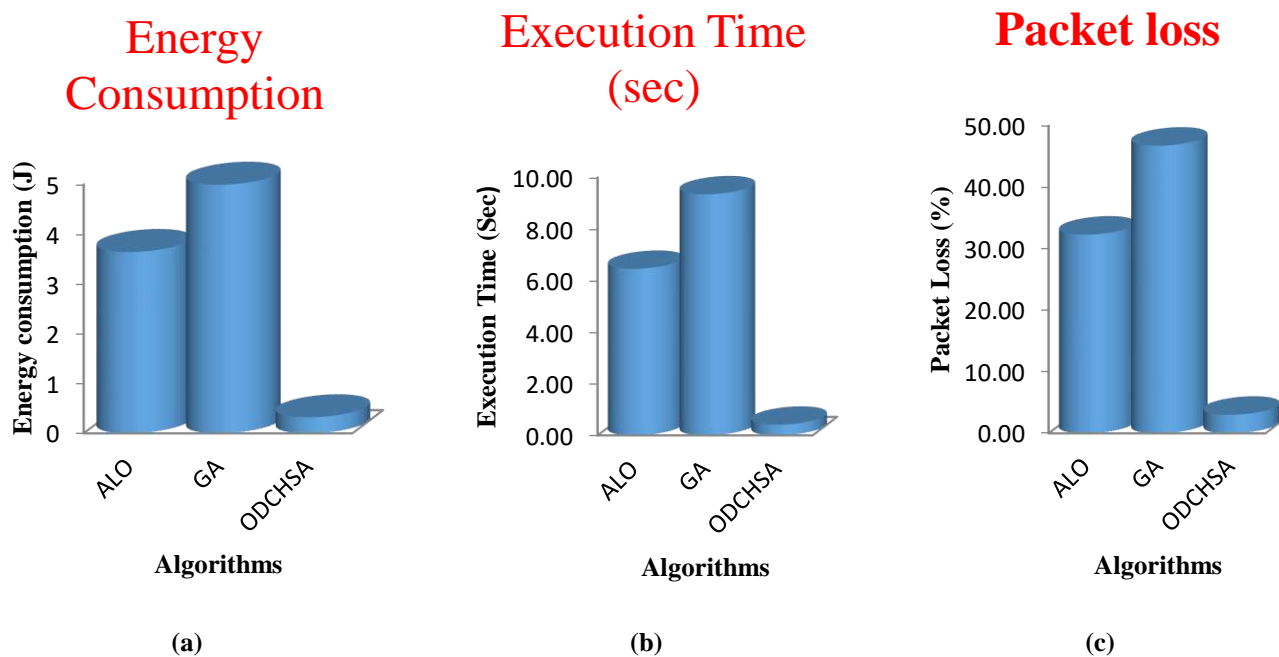 Energy
Consumption
Energy consumption (J)
5
4
3
2
1
0
ALO
GA
ODCHSA
Algorithms
(a)
Execution Time
(sec)
Execution Time (Sec)
10.00
8.00
6.00
4.00
2.00
0.00
ALO
GA
ODCHSA
Algorithms
(b)
Packet loss
Packet Loss (%)
50.00
40.00
30.00
20.00
10.00
0.00
ALO
GA
ODCHSA
Algorithms
(c)